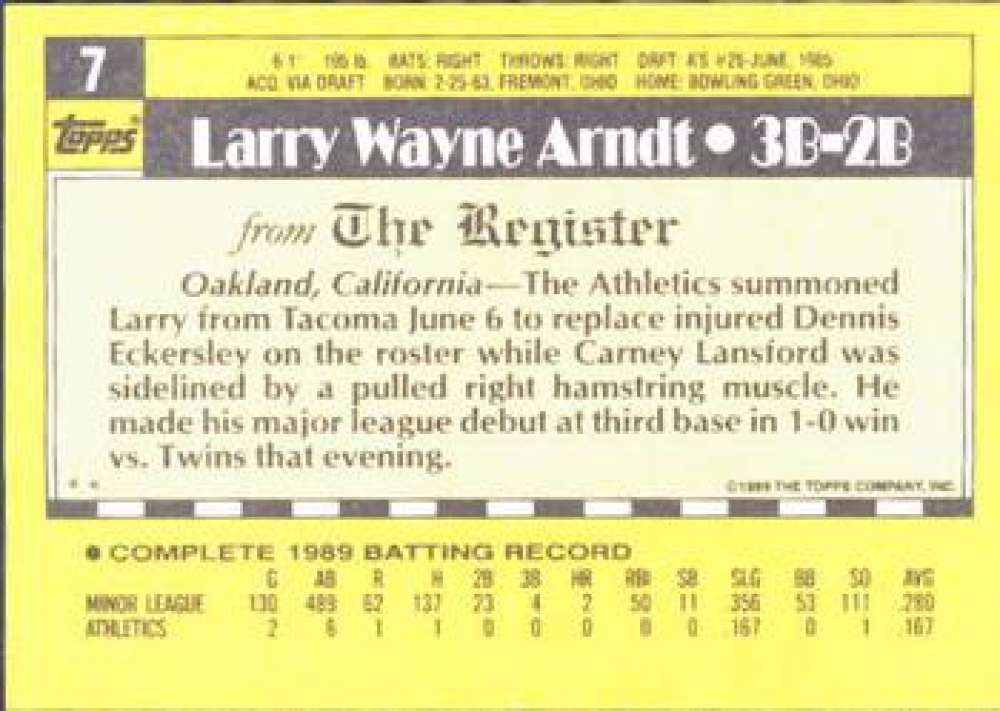 7
6'1" 195 lb. BATS: RIGHT THROWS: RIGHT DRFT: A'S #26-JUNE, 1985
ACQ. VIA DRAFT BORN: 2-25-63, FREMONT, OHIO HOME: BOWLING GREEN, OHIO
TOPPS®
Larry Wayne Arndt • 3B-2B
from The Register
Oakland, California—The Athletics summoned
Larry from Tacoma June 6 to replace injured Dennis
Eckersley on the roster while Carney Lansford was
sidelined by a pulled right hamstring muscle. He
made his major league debut at third base in 1-0 win
vs. Twins that evening.
* * ©1989 THE TOPPS COMPANY, INC.
• COMPLETE 1989 BATTING RECORD
G AB R H 2B 3B HR RBI SB SLG BB SO AVG
MINOR LEAGUE 130 489 62 137 23 4 2 50 11 .356 53 111 .280
ATHLETICS 2 6 1 1 0 0 0 0 0 .167 0 1 .167